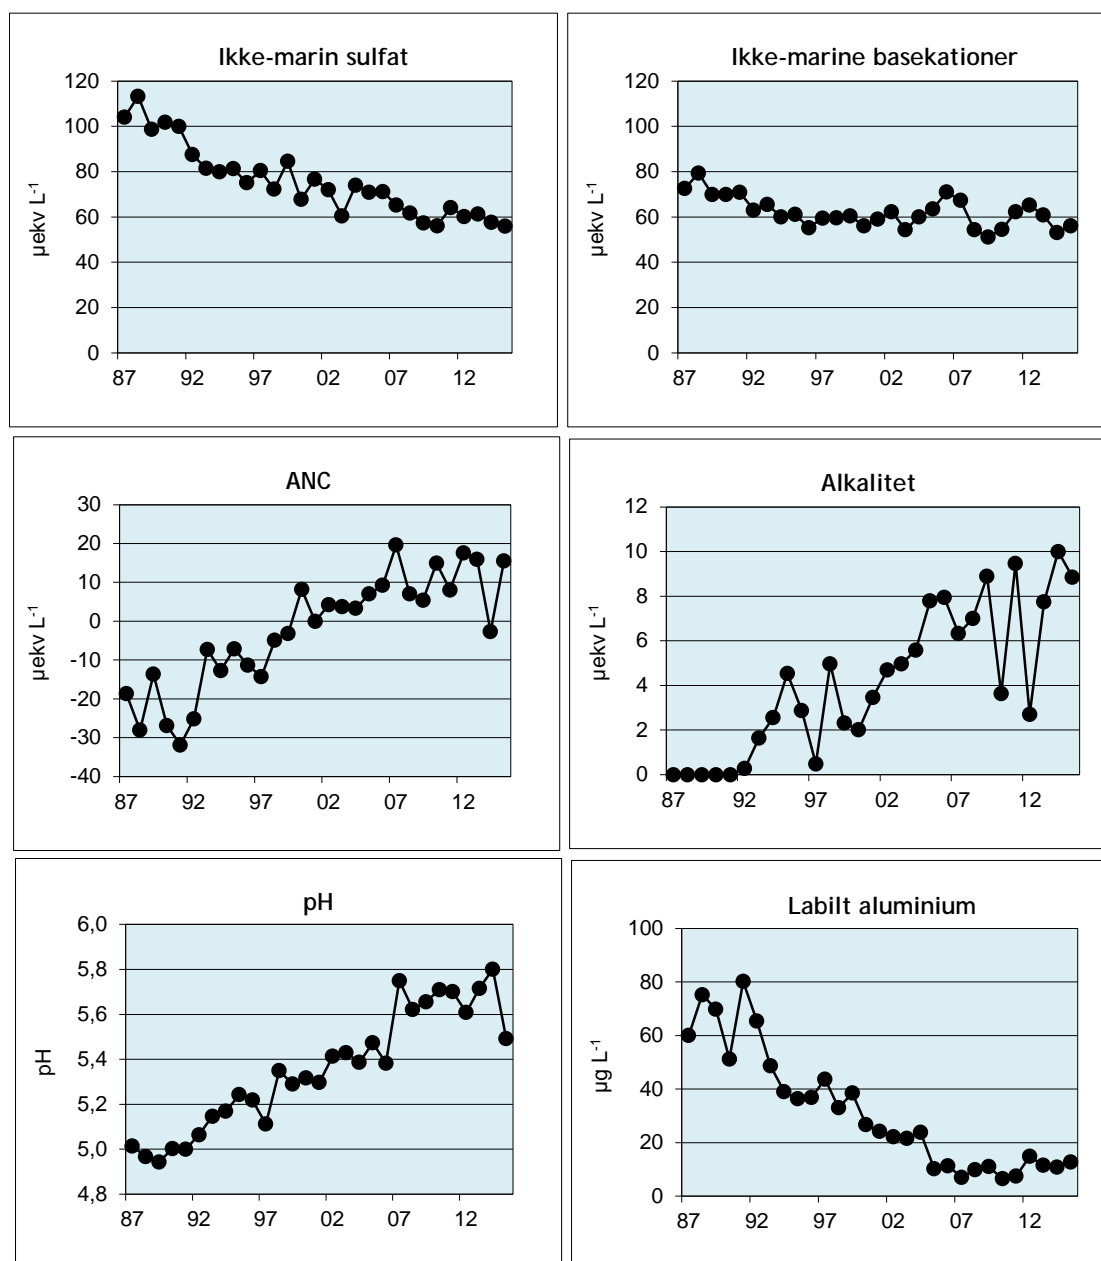 Ikke-marin sulfat
120
100
80
60
40
20
0
µekv L⁻¹
87 92 97 02 07 12
Ikke-marine basekationer
120
100
80
60
40
20
0
µekv L⁻¹
87 92 97 02 07 12
ANC
30
20
10
0
-10
-20
-30
-40
µekv L⁻¹
87 92 97 02 07 12
Alkalitet
12
10
8
6
4
2
0
µekv L⁻¹
87 92 97 02 07 12
pH
6,0
5,8
5,6
5,4
5,2
5,0
4,8
pH
87 92 97 02 07 12
Labilt aluminium
100
80
60
40
20
0
µg L⁻¹
87 92 97 02 07 12